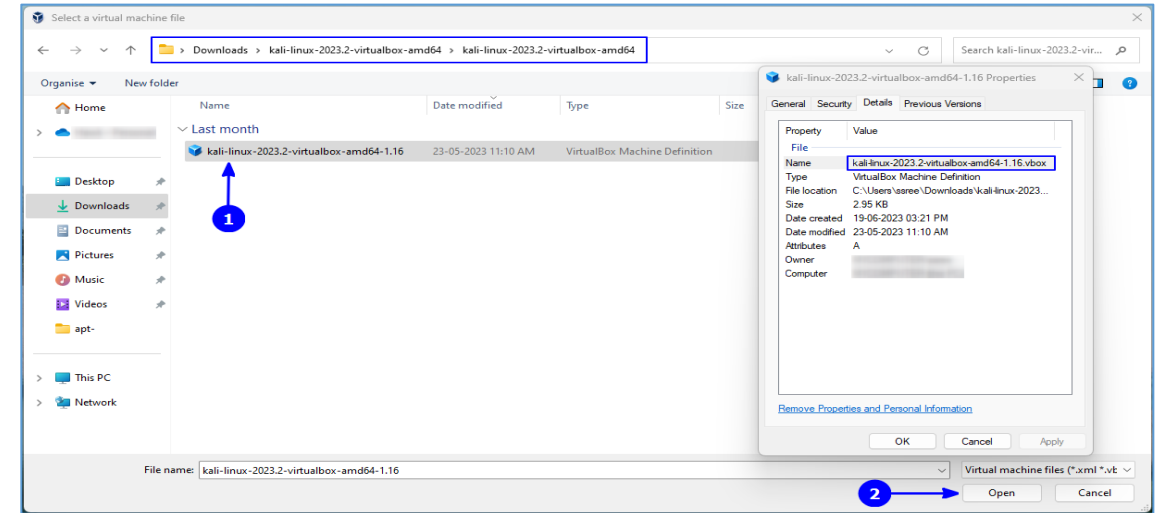 Select a virtual machine file
Downloads > kali-linux-2023.2-virtualbox-amd64 > kali-linux-2023.2-virtualbox-amd64
Search kali-linux-2023.2-vir...
Organise
New folder
Name
Date modified
Type
Size
Home
Last month
kali-linux-2023.2-virtualbox-amd64-1.16
23-05-2023 11:10 AM
VirtualBox Machine Definition
Desktop
Downloads
Documents
Pictures
Music
Videos
apt-
This PC
Network
1
kali-linux-2023.2-virtualbox-amd64-1.16 Properties
General Security Details Previous Versions
Property Value
File
Name kali-linux-2023.2-virtualbox-amd64-1.16.vbox
Type VirtualBox Machine Definition
File location C:\Users\ssree\Downloads\kali-linux-2023...
Size 2.95 KB
Date created 19-06-2023 03:21 PM
Date modified 23-05-2023 11:10 AM
Attributes A
Owner
Computer
Remove Properties and Personal Information
OK Cancel Apply
File name: kali-linux-2023.2-virtualbox-amd64-1.16
Virtual machine files (*.xml *.vb
2
Open Cancel